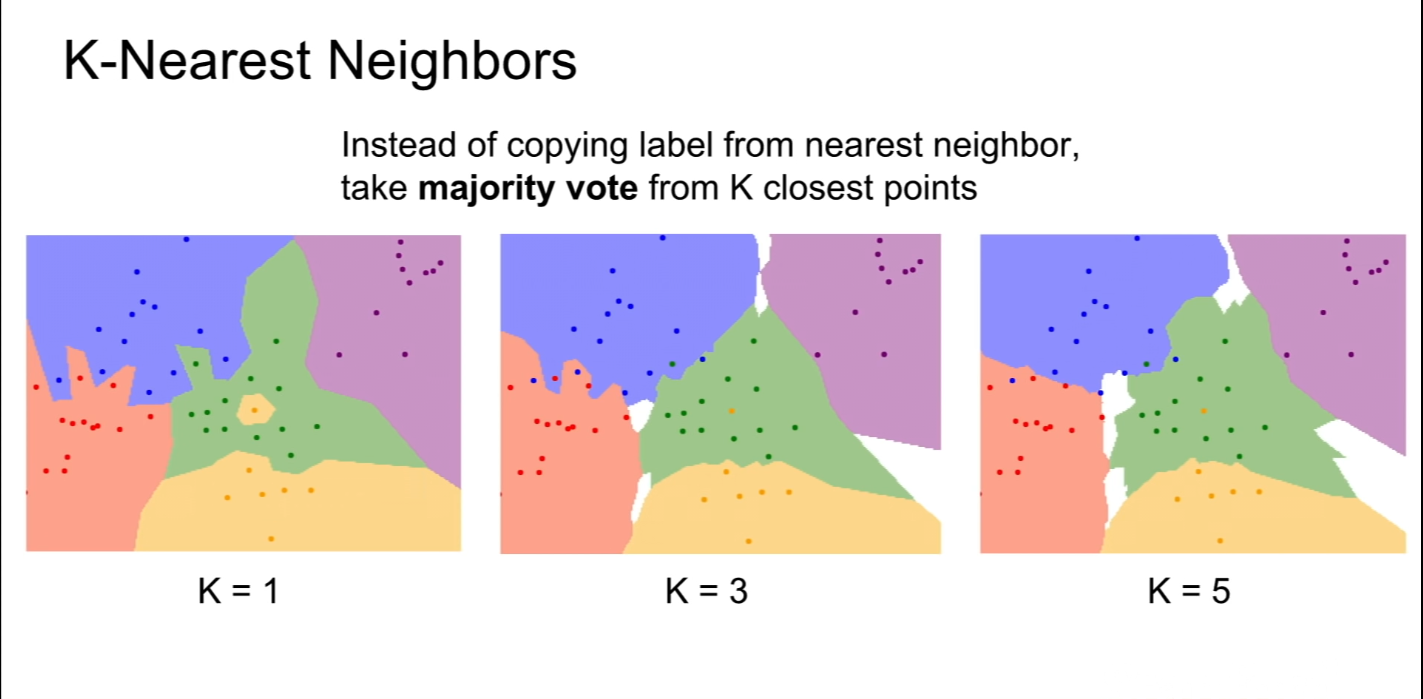 K-Nearest Neighbors
Instead of copying label from nearest neighbor,
take majority vote from K closest points
K = 1
K = 3
K = 5